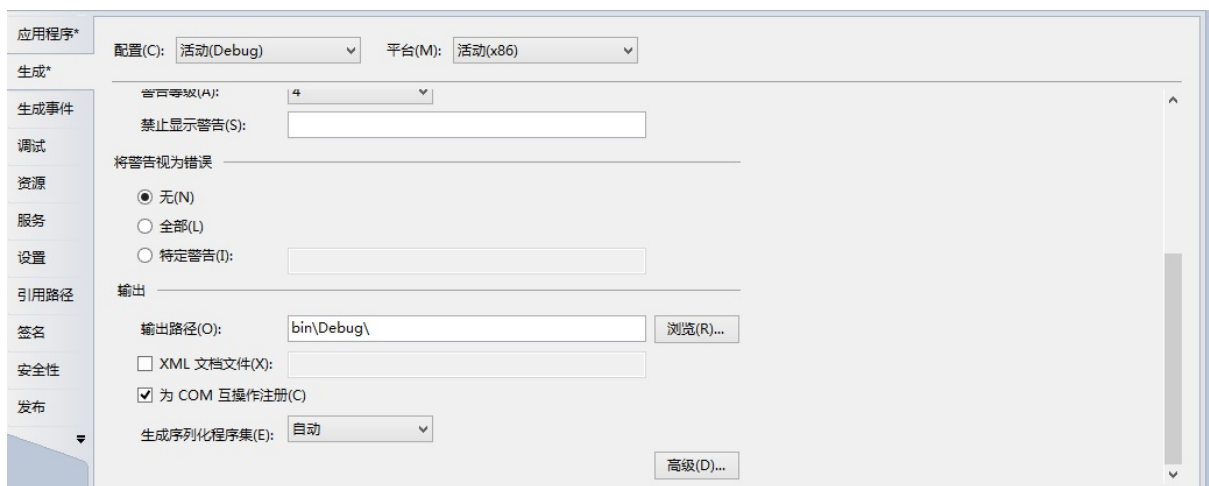 应用程序*
生成*
生成事件
调试
资源
服务
设置
引用路径
签名
安全性
发布
配置(C): 活动(Debug) 平台(M): 活动(x86)
警告等级(A): 4
禁止显示警告(S):
将警告视为错误
无(N)
全部(L)
特定警告(I):
输出
输出路径(O): bin\Debug\ 浏览(R)...
XML 文档文件(X):
为 COM 互操作注册(C)
生成序列化程序集(E): 自动
高级(D)...